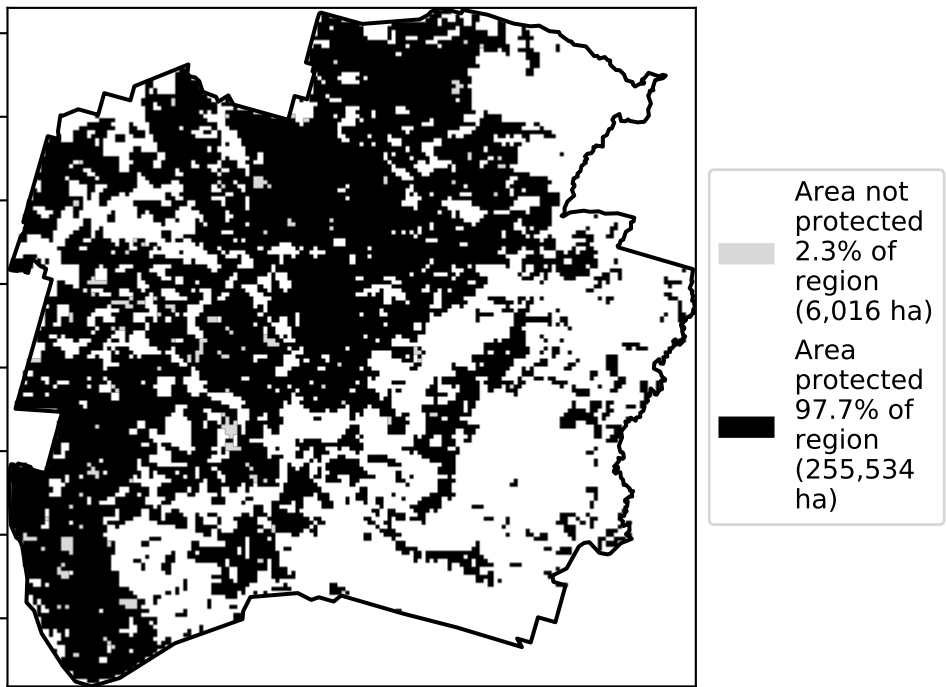 Area not
protected
2.3% of
region
(6,016 ha)
Area
protected
97.7% of
region
(255,534
ha)